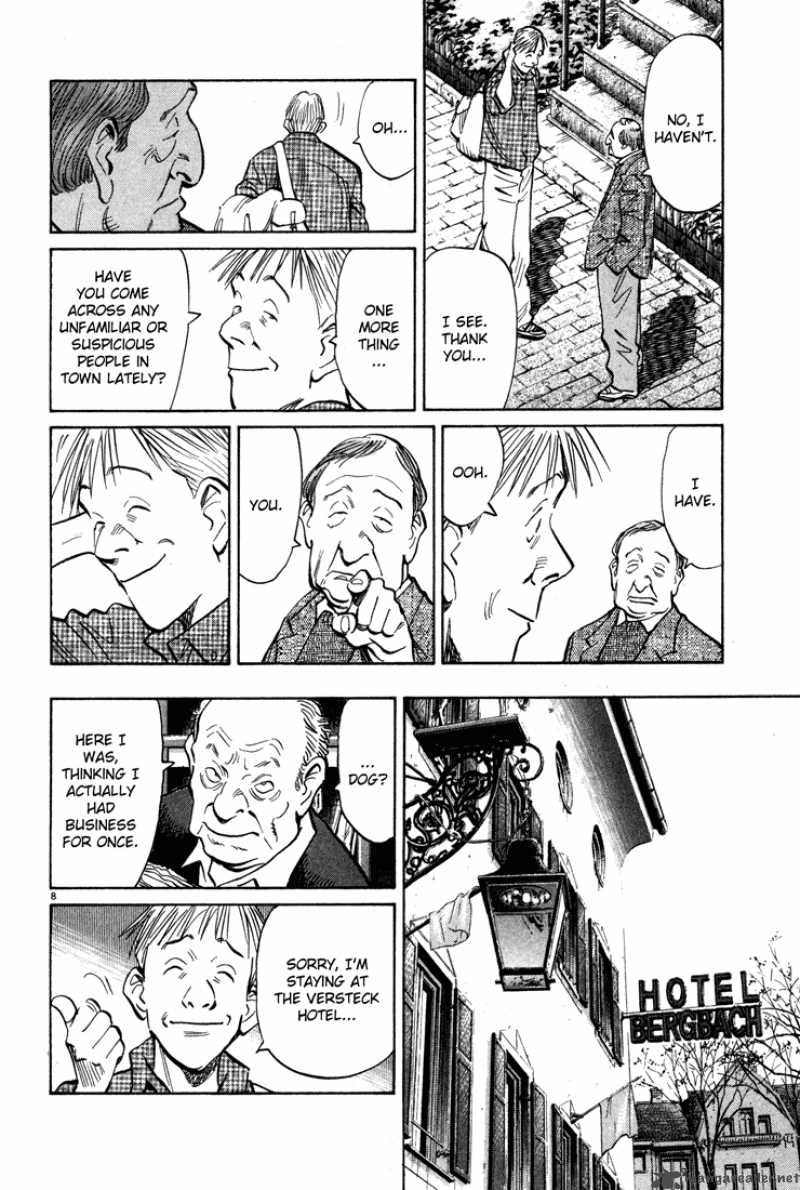 NO, I
HAVEN'T.
I SEE.
THANK
YOU...
OH...
ONE
MORE
THING
...
HAVE
YOU COME
ACROSS ANY
UNFAMILIAR OR
SUSPICIOUS
PEOPLE IN
TOWN LATELY?
I
HAVE.
OOH.
YOU.
HOTEL
BERGBACH
...
DOG?
HERE I
WAS,
THINKING I
ACTUALLY
HAD
BUSINESS
FOR ONCE.
8
SORRY, I'M
STAYING AT
THE VERSTECK
HOTEL...
mangareader.net